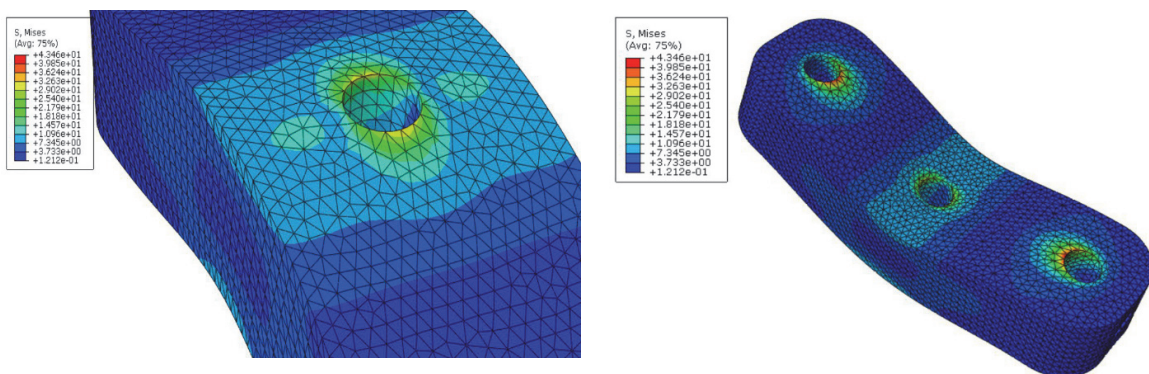 S, Mises
(Avg: 75%)
+4.346e+01
+3.985e+01
+3.624e+01
+3.263e+01
+2.902e+01
+2.540e+01
+2.179e+01
+1.818e+01
+1.457e+01
+1.096e+01
+7.345e+00
+3.733e+00
+1.212e-01
S, Mises
(Avg: 75%)
+4.346e+01
+3.985e+01
+3.624e+01
+3.263e+01
+2.902e+01
+2.540e+01
+2.179e+01
+1.818e+01
+1.457e+01
+1.096e+01
+7.345e+00
+3.733e+00
+1.212e-01